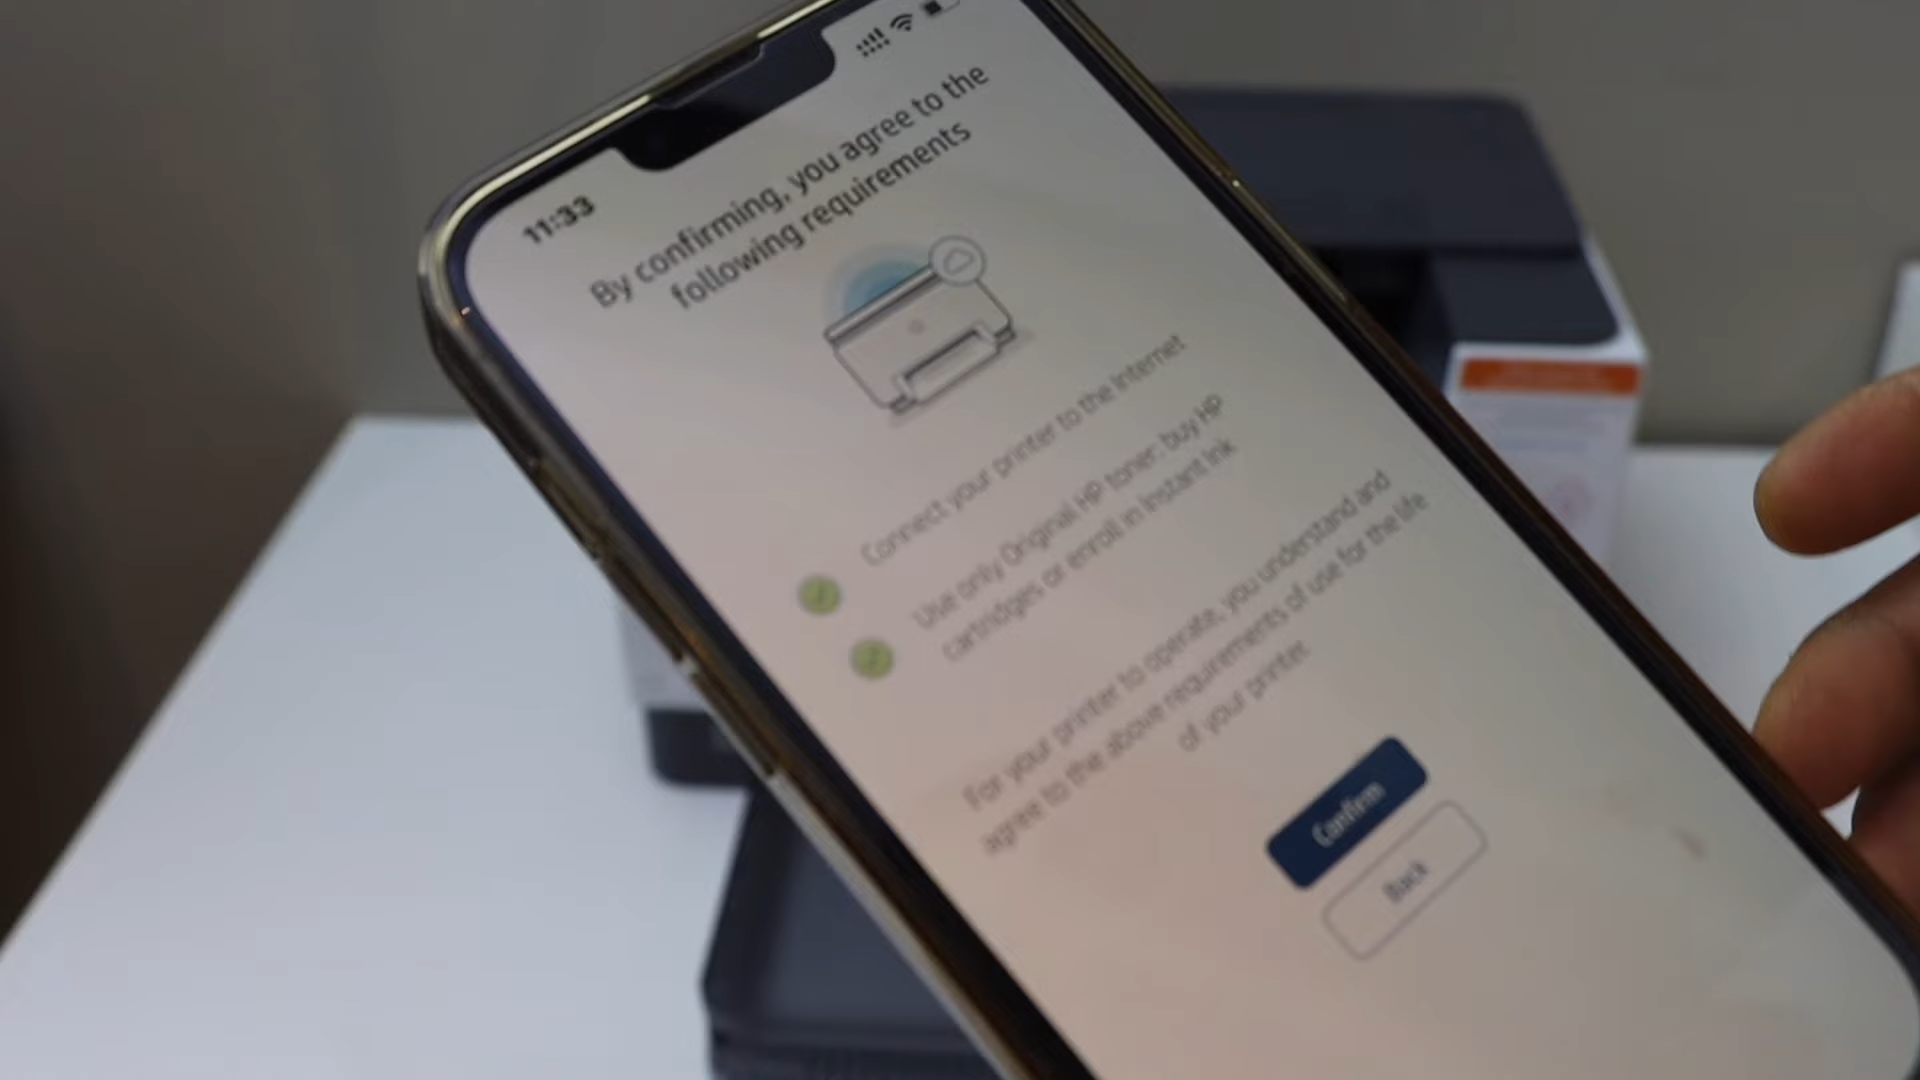 11:33
By confirming, you agree to the
following requirements
Connect your printer to the Internet
Use only Original HP toner: buy HP
cartridges or enroll in Instant Ink
For your printer to operate, you understand and
agree to the above requirements of use for the life
of your printer.
Confirm
Back